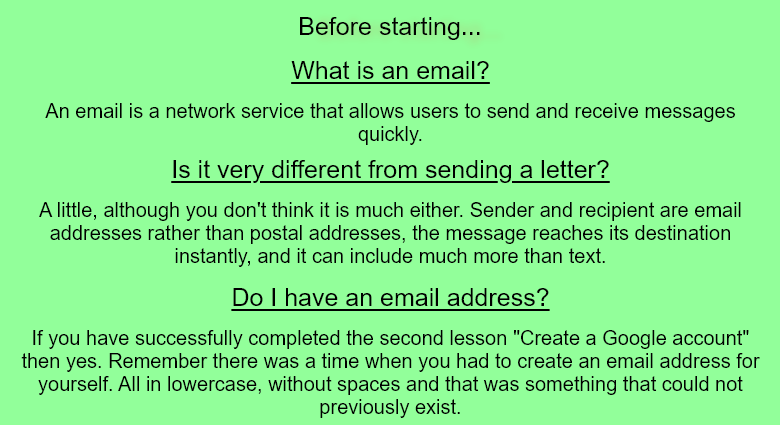 Before starting...
What is an email?
An email is a network service that allows users to send and receive messages
quickly.
Is it very different from sending a letter?
A little, although you don't think it is much either. Sender and recipient are email
addresses rather than postal addresses, the message reaches its destination
instantly, and it can include much more than text.
Do I have an email address?
If you have successfully completed the second lesson "Create a Google account"
then yes. Remember there was a time when you had to create an email address for
yourself. All in lowercase, without spaces and that was something that could not
previously exist.